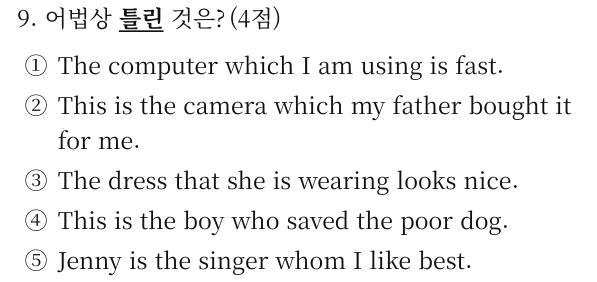 9. 어법상 틀린 것은?(4점)
① The computer which I am using is fast.
② This is the camera which my father bought it
for me.
③ The dress that she is wearing looks nice.
④ This is the boy who saved the poor dog.
⑤ Jenny is the singer whom I like best.